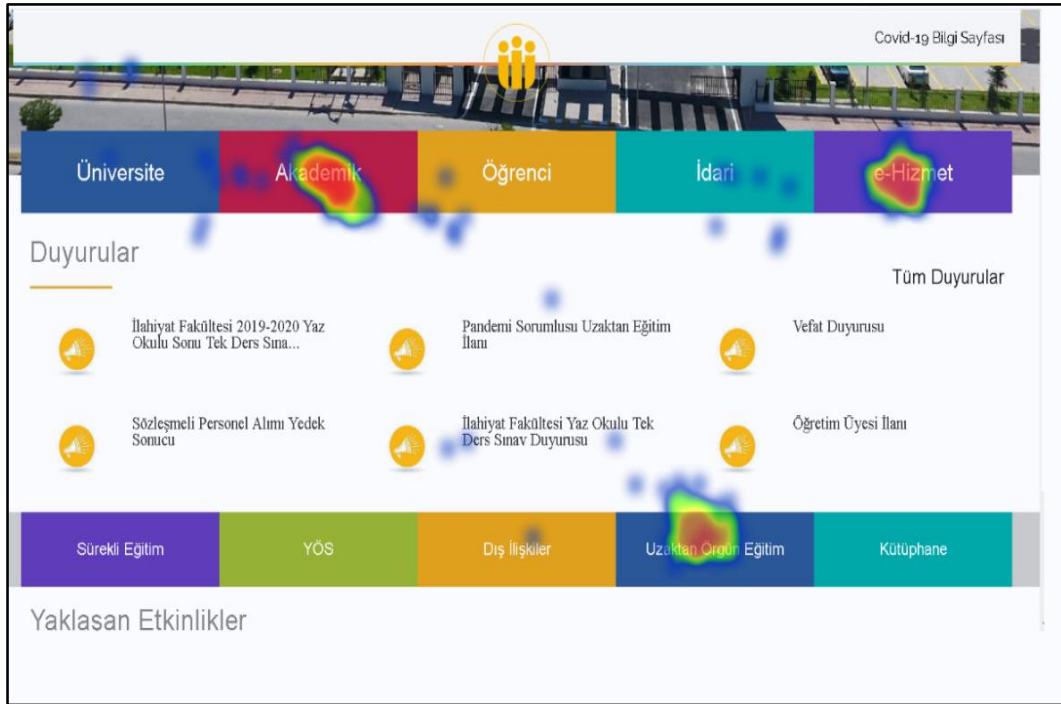 Covid-19 Bilgi Sayfası
Üniversite
Akademik
Öğrenci
İdari
e-Hizmet
Duyurular
Tüm Duyurular
İlahiyat Fakültesi 2019-2020 Yaz
Okulu Sonu Tek Ders Sına...
Pandemi Sorumlusu Uzaktan Eğitim
İlanı
Vefat Duyurusu
Sözleşmeli Personel Alımı Yedek
Sonucu
İlahiyat Fakültesi Yaz Okulu Tek
Ders Sınav Duyurusu
Öğretim Üyesi İlanı
Sürekli Eğitim
YÖS
Dış İlişkiler
Uzaktan Örgün Eğitim
Kütüphane
Yaklasan Etkinlikler